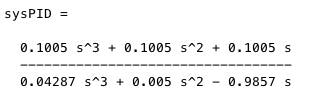 sysPID =
0.1005 s^3 + 0.1005 s^2 + 0.1005 s
----------------------------------
0.04287 s^3 + 0.005 s^2 - 0.9857 s